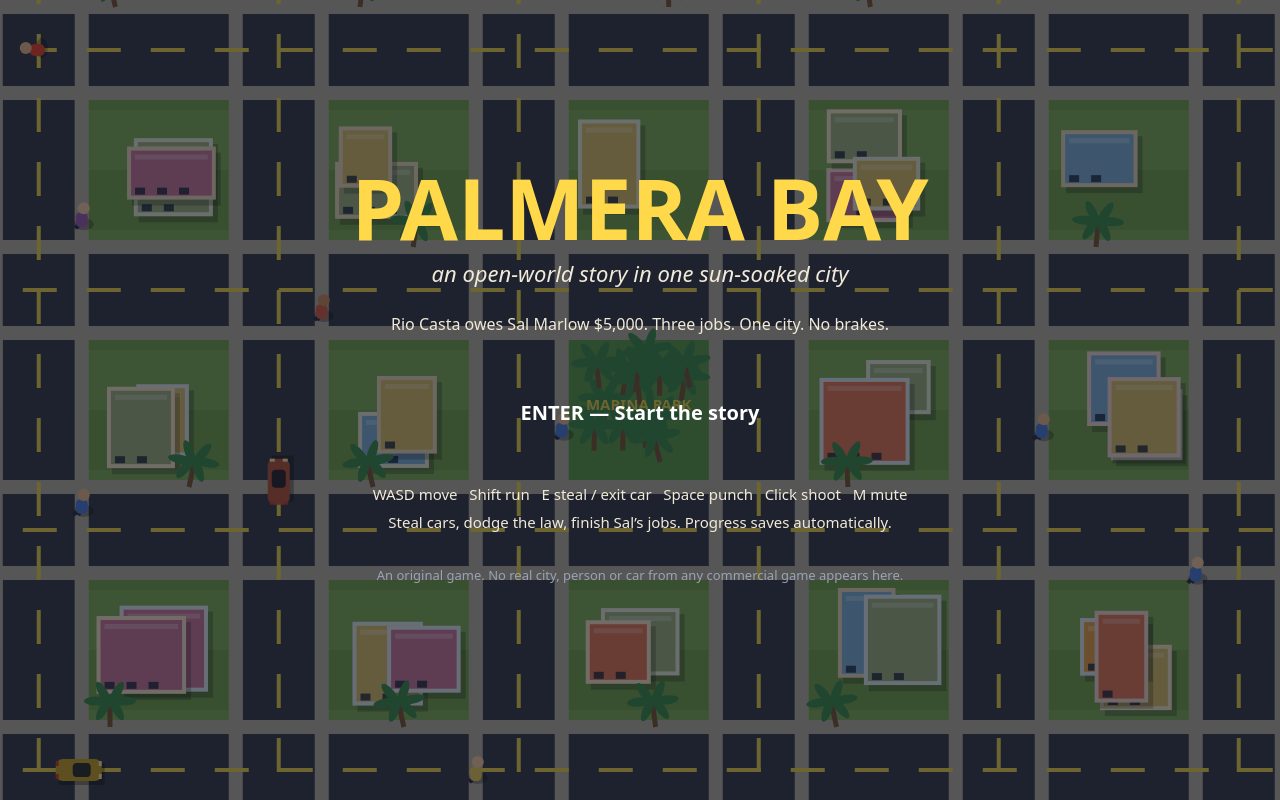 PALMERA BAY
an open-world story in one sun-soaked city
Rio Casta owes Sal Marlow $5,000. Three jobs. One city. No brakes.
MARINA PARK
ENTER — Start the story
WASD move   Shift run   E steal / exit car   Space punch   Click shoot   M mute
Steal cars, dodge the law, finish Sal’s jobs. Progress saves automatically.
An original game. No real city, person or car from any commercial game appears here.